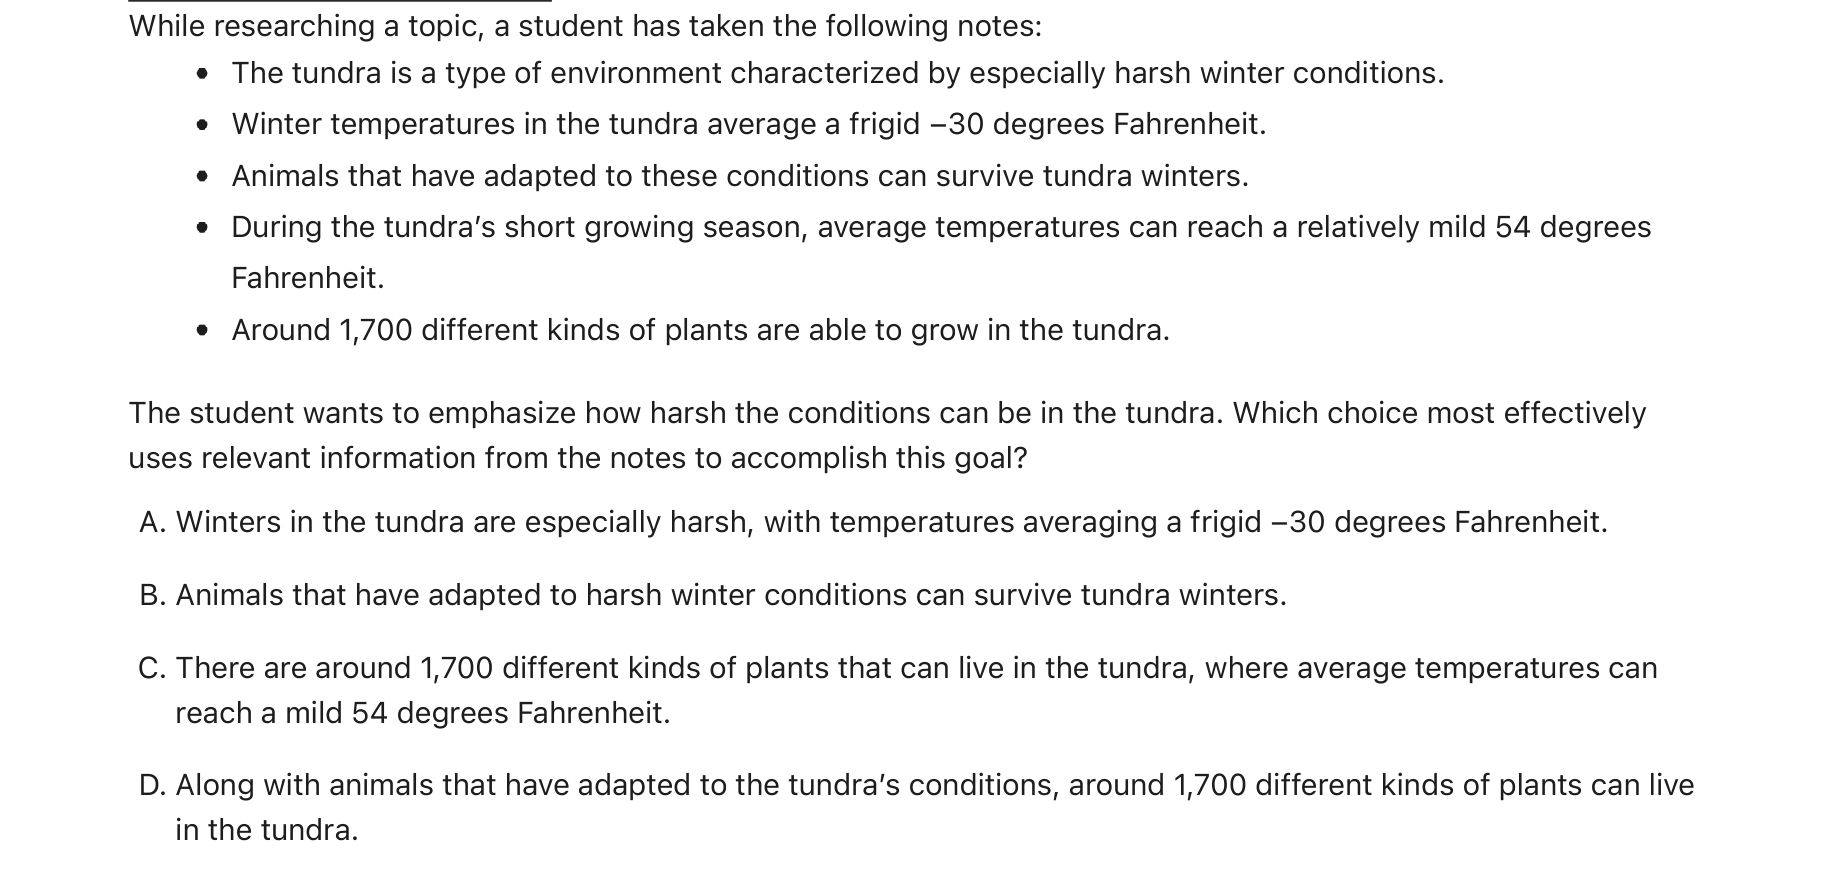 While researching a topic, a student has taken the following notes:
• The tundra is a type of environment characterized by especially harsh winter conditions.
• Winter temperatures in the tundra average a frigid –30 degrees Fahrenheit.
• Animals that have adapted to these conditions can survive tundra winters.
• During the tundra’s short growing season, average temperatures can reach a relatively mild 54 degrees
Fahrenheit.
• Around 1,700 different kinds of plants are able to grow in the tundra.
The student wants to emphasize how harsh the conditions can be in the tundra. Which choice most effectively
uses relevant information from the notes to accomplish this goal?
A. Winters in the tundra are especially harsh, with temperatures averaging a frigid –30 degrees Fahrenheit.
B. Animals that have adapted to harsh winter conditions can survive tundra winters.
C. There are around 1,700 different kinds of plants that can live in the tundra, where average temperatures can
reach a mild 54 degrees Fahrenheit.
D. Along with animals that have adapted to the tundra’s conditions, around 1,700 different kinds of plants can live
in the tundra.